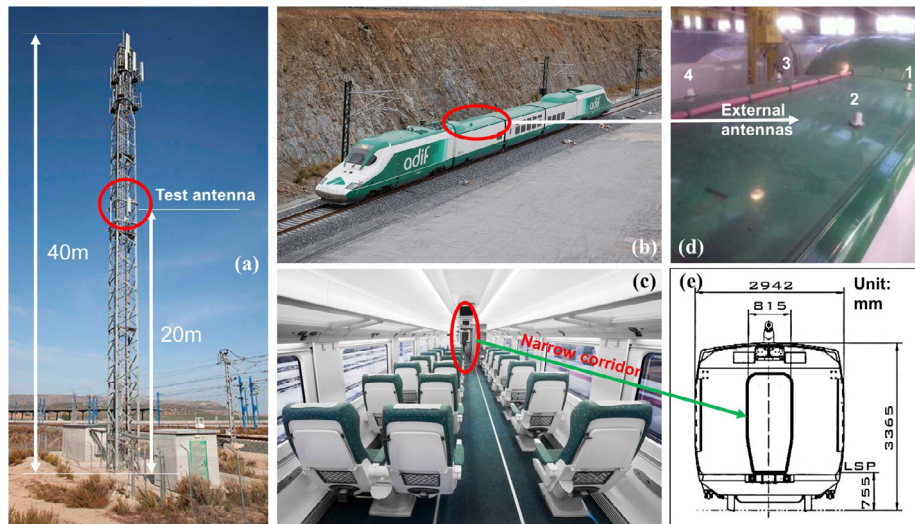 40m
Test antenna
20m
(a)
adif
adif
(b)
4
3
1
2
External
antennas
(d)
(c)
Narrow corridor
(e)
Unit:
mm
2942
815
LSP
755
3365